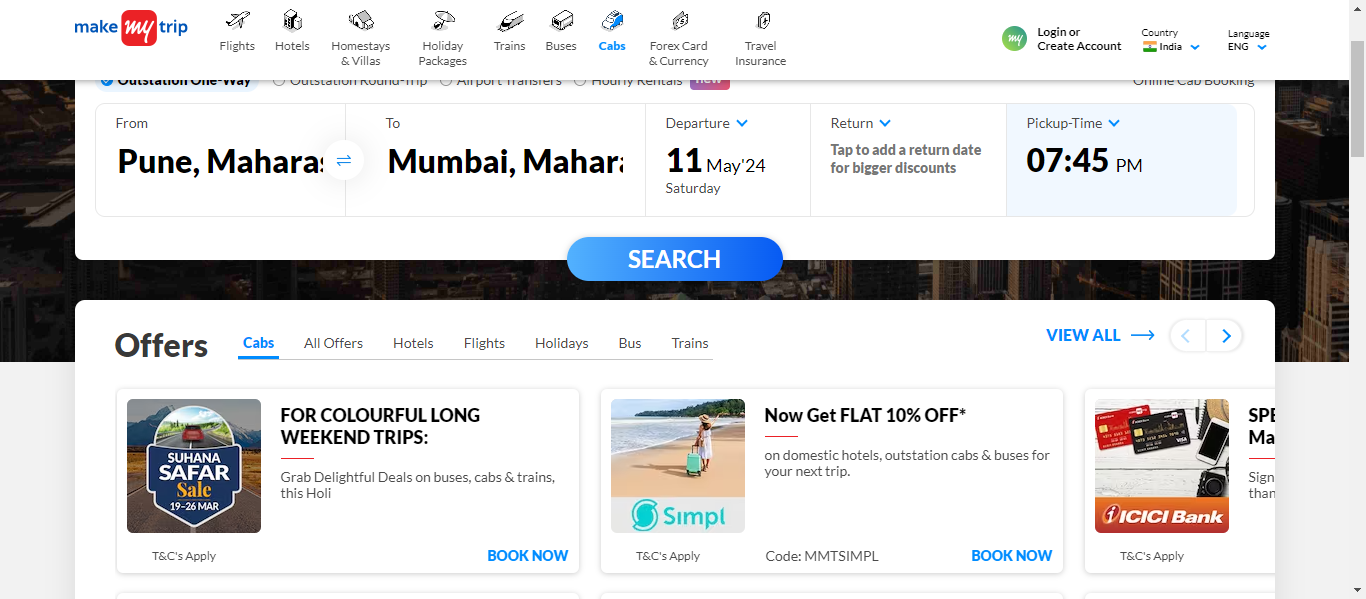 make my trip
Flights
Hotels
Homestays
& Villas
Holiday
Packages
Trains
Buses
Cabs
Forex Card
& Currency
Travel
Insurance
my
Login or
Create Account
Country
India
Language
ENG
Outstation One-Way
Outstation Round-Trip
Airport Transfers
Hourly Rentals
new
Online Cab Booking
From
Pune, Maharas
To
Mumbai, Mahara
Departure
11 May'24
Saturday
Return
Tap to add a return date
for bigger discounts
Pickup-Time
07:45 PM
SEARCH
Offers
Cabs
All Offers
Hotels
Flights
Holidays
Bus
Trains
VIEW ALL
SUHANA
SAFAR
Sale
19-26 MAR
FOR COLOURFUL LONG
WEEKEND TRIPS:
Grab Delightful Deals on buses, cabs & trains,
this Holi
T&C's Apply
BOOK NOW
Simpl
Now Get FLAT 10% OFF*
on domestic hotels, outstation cabs & buses for
your next trip.
T&C's Apply
Code: MMTSIMPL
BOOK NOW
VISA
ICICI Bank
SPE
Ma
Sign
than
T&C's Apply